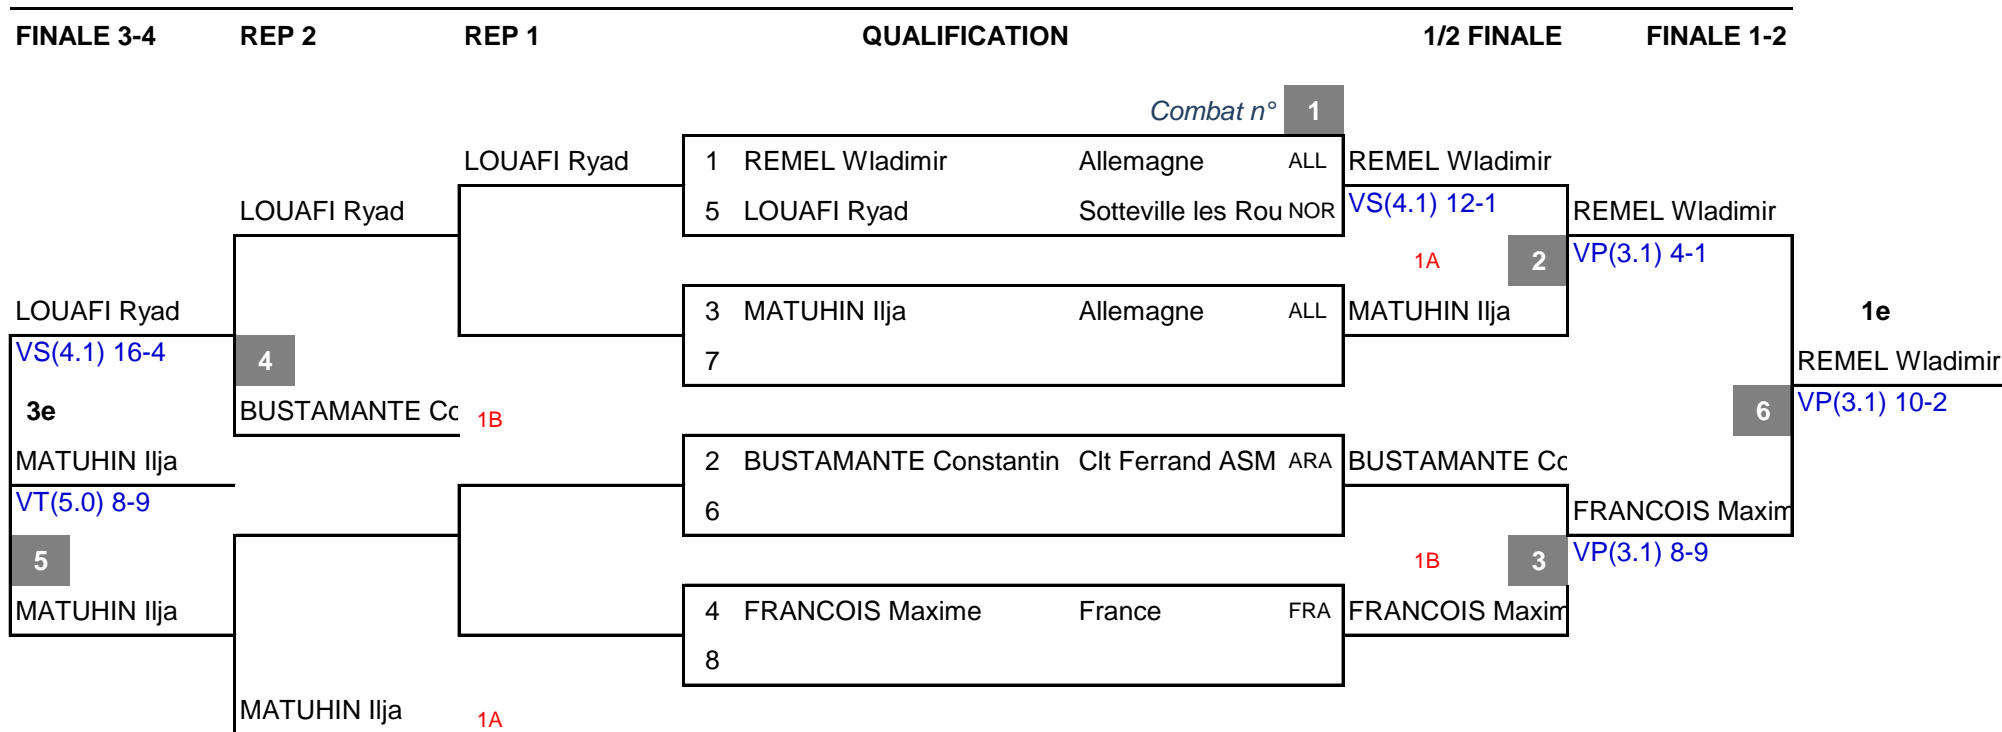 FINALE 3-4 REP 2 REP 1 QUALIFICATION 1/2 FINALE FINALE 1-2
Combat n° 1
LOUAFI Ryad 1 REMEL Wladimir Allemagne ALL REMEL Wladimir
LOUAFI Ryad 5 LOUAFI Ryad Sotteville les Rou NOR VS(4.1) 12-1 REMEL Wladimir
1A 2 VP(3.1) 4-1
LOUAFI Ryad 3 MATUHIN Ilja Allemagne ALL MATUHIN Ilja 1e
VS(4.1) 16-4 4 7 REMEL Wladimir
3e BUSTAMANTE Co 1B 6 VP(3.1) 10-2
MATUHIN Ilja 2 BUSTAMANTE Constantin Clt Ferrand ASM ARA BUSTAMANTE Co
VT(5.0) 8-9 6 FRANCOIS Maxim
5 1B 3 VP(3.1) 8-9
MATUHIN Ilja 4 FRANCOIS Maxime France FRA FRANCOIS Maxim
8
MATUHIN Ilja 1A